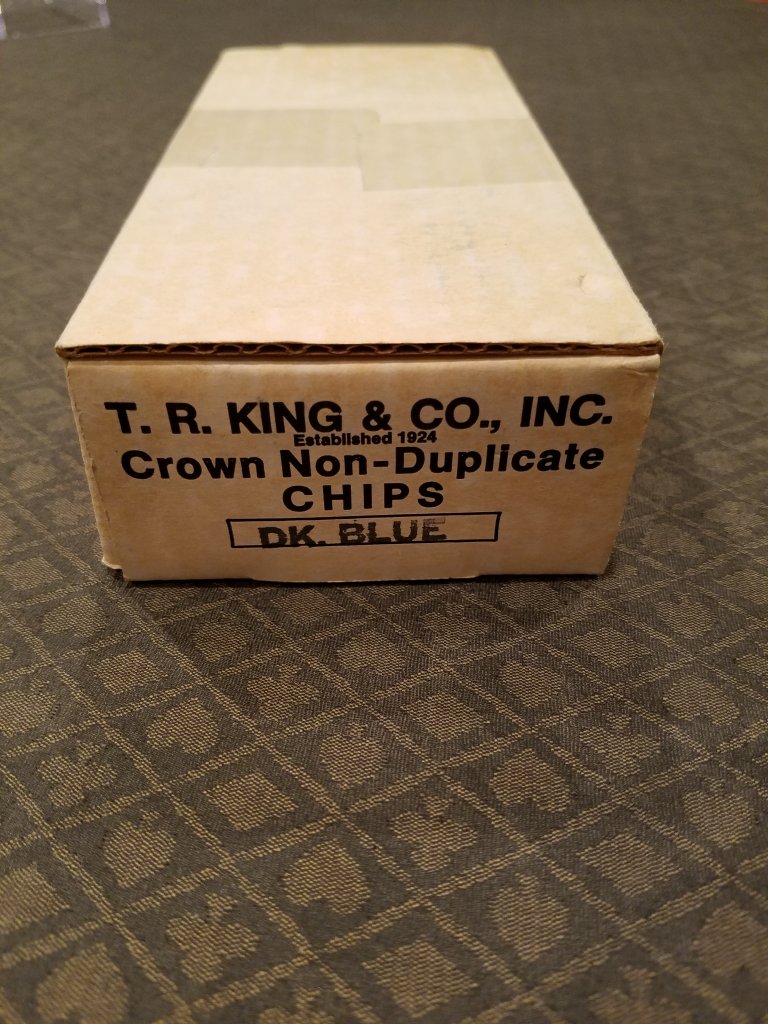 T. R. KING & CO., INC.
Established 1924
Crown Non-Duplicate
CHIPS
DK. BLUE